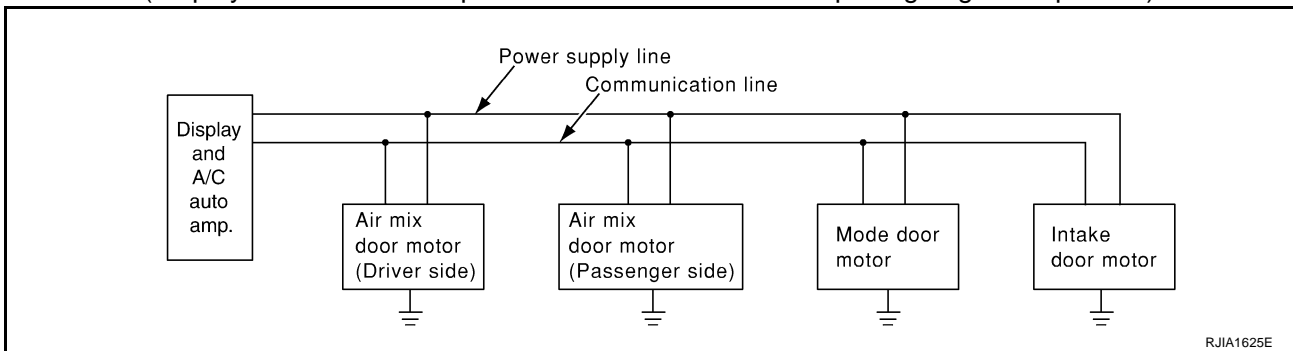 Power supply line
Communication line
Display
and
A/C
auto
amp.
Air mix
door motor
(Driver side)
Air mix
door motor
(Passenger side)
Mode door
motor
Intake
door motor
RJIA1625E